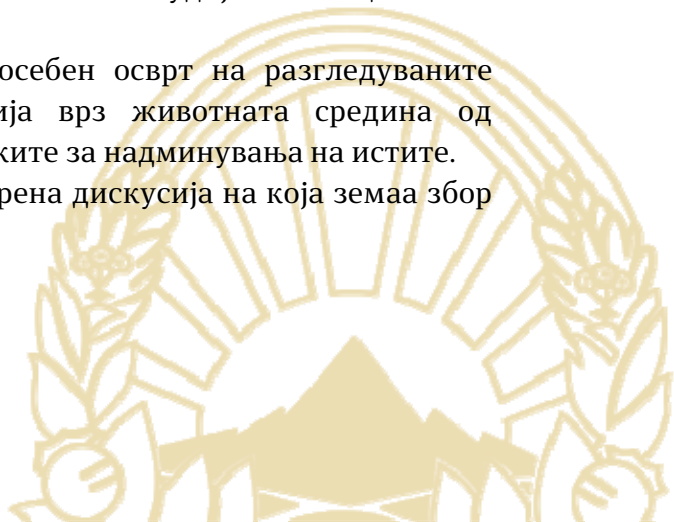 осебен осврт на разгледуваните
ија врз животната средина од
ките за надминувања на истите.
рена дискусија на која земаа збор